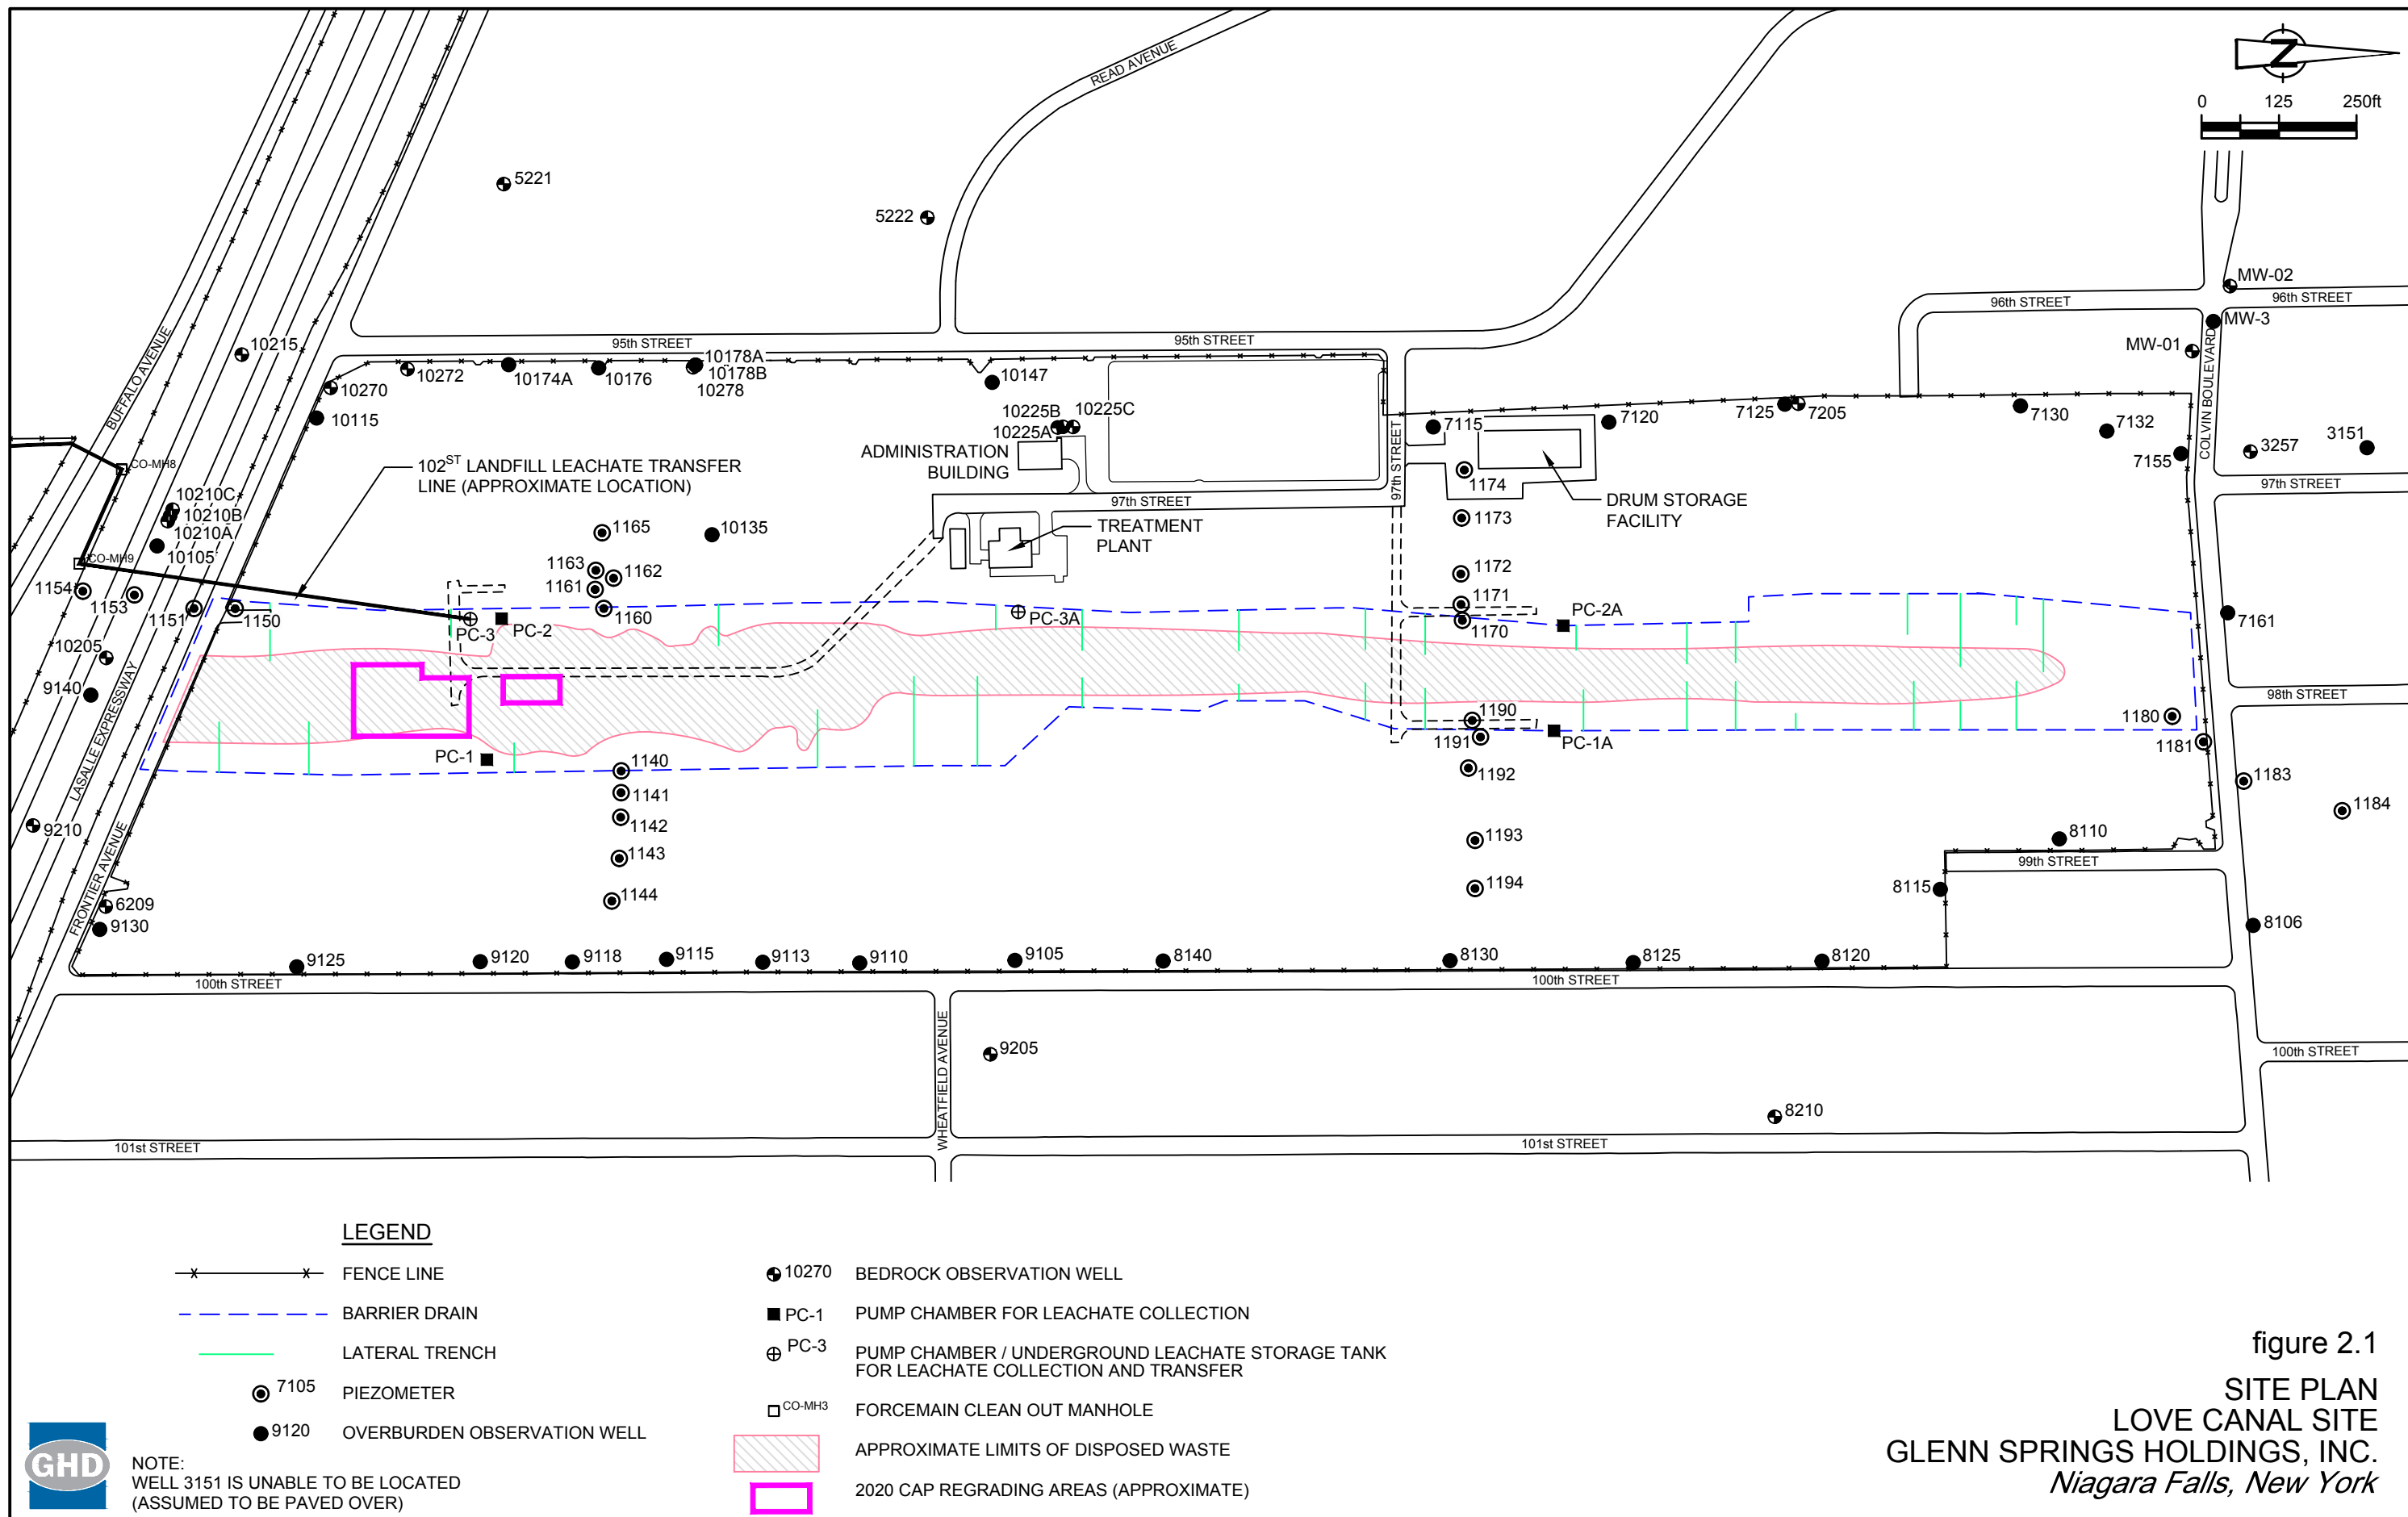 READ AVENUE
0 125 250ft
N
5221
5222
MW-02
96th STREET
96th STREET
MW-3
MW-01
COLVIN BOULEVARD
95th STREET
95th STREET
BUFFALO AVENUE
10215
10270
10272
10174A
10176
10178A
10178B
10278
10147
10115
10225B
10225C
10225A
ADMINISTRATION
BUILDING
97th STREET
7115
7120
7125
7205
7130
7132
7155
3257
3151
97th STREET
1174
DRUM STORAGE
FACILITY
CO-MH8
102ST LANDFILL LEACHATE TRANSFER
LINE (APPROXIMATE LOCATION)
97th STREET
10210C
10210B
10210A
10105
1165
10135
TREATMENT
PLANT
1173
CO-MH9
1163
1162
1161
1160
1172
1171
1170
1154
1153
1151
1150
PC-3
PC-2
PC-3A
PC-2A
7161
10205
9140
LASALLE EXPRESSWAY
98th STREET
1190
1191
1192
PC-1A
1180
1181
PC-1
1140
1141
1142
1143
1144
1183
1184
9210
FRONTIER AVENUE
1193
1194
8110
99th STREET
8115
6209
9130
8106
9125
9120
9118
9115
9113
9110
9105
8140
8130
8125
8120
100th STREET
100th STREET
WHEATFIELD AVENUE
9205
100th STREET
8210
101st STREET
101st STREET
LEGEND
FENCE LINE
BARRIER DRAIN
LATERAL TRENCH
7105 PIEZOMETER
9120 OVERBURDEN OBSERVATION WELL
10270 BEDROCK OBSERVATION WELL
PC-1 PUMP CHAMBER FOR LEACHATE COLLECTION
PC-3 PUMP CHAMBER / UNDERGROUND LEACHATE STORAGE TANK
FOR LEACHATE COLLECTION AND TRANSFER
CO-MH3 FORCEMAIN CLEAN OUT MANHOLE
APPROXIMATE LIMITS OF DISPOSED WASTE
2020 CAP REGRADING AREAS (APPROXIMATE)
GHD
NOTE:
WELL 3151 IS UNABLE TO BE LOCATED
(ASSUMED TO BE PAVED OVER)
figure 2.1
SITE PLAN
LOVE CANAL SITE
GLENN SPRINGS HOLDINGS, INC.
Niagara Falls, New York